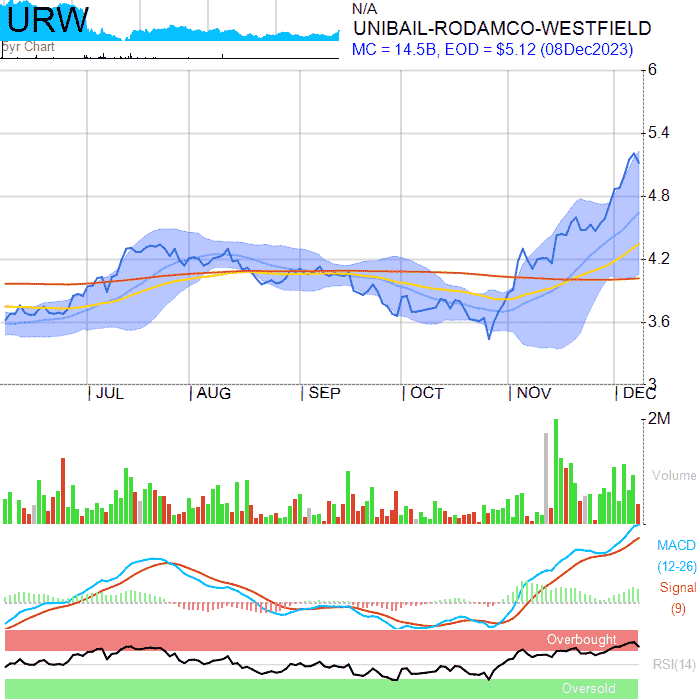 URW
byr Chart
N/A
UNIBAIL-RODAMCO-WESTFIELD
MC = 14.5B, EOD = $5.12 (08Dec2023)
6
5.4
4.8
4.2
3.6
3
JUL AUG SEP OCT NOV DEC
2M
Volume
MACD
(12-26)
Signal
(9)
Overbought
RSI(14)
Oversold